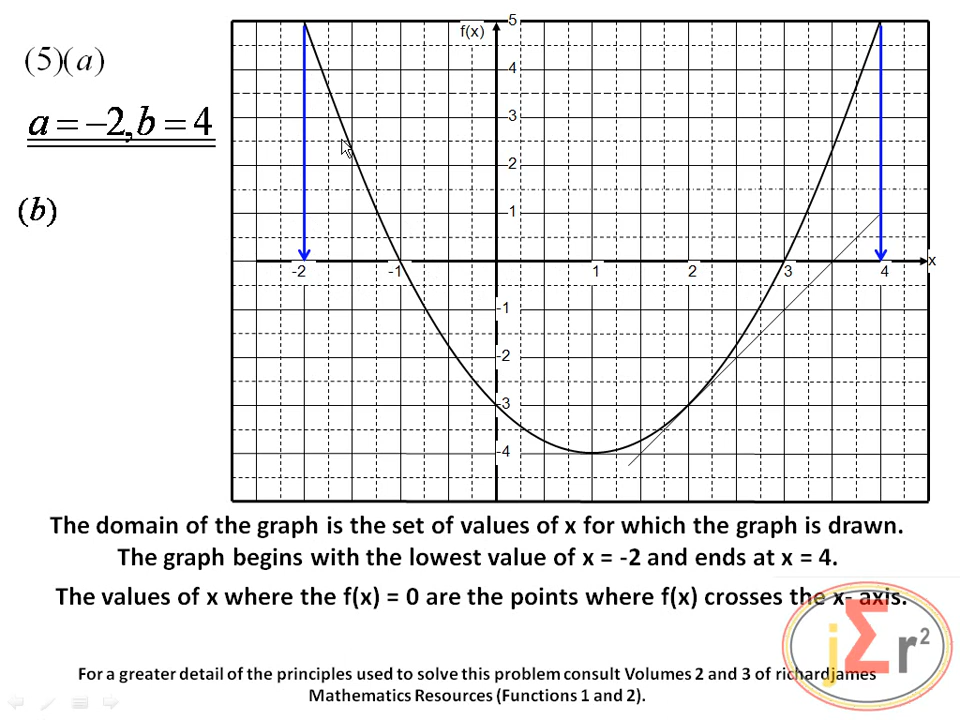 (5)(a)
a = −2, b = 4
(b)
f(x)
5
4
3
2
1
-2 -1 1 2 3 4 x
-1
-2
-3
-4
The domain of the graph is the set of values of x for which the graph is drawn.
The graph begins with the lowest value of x = -2 and ends at x = 4.
The values of x where the f(x) = 0 are the points where f(x) crosses the x- axis.
jΣr²
For a greater detail of the principles used to solve this problem consult Volumes 2 and 3 of richardjames
Mathematics Resources (Functions 1 and 2).